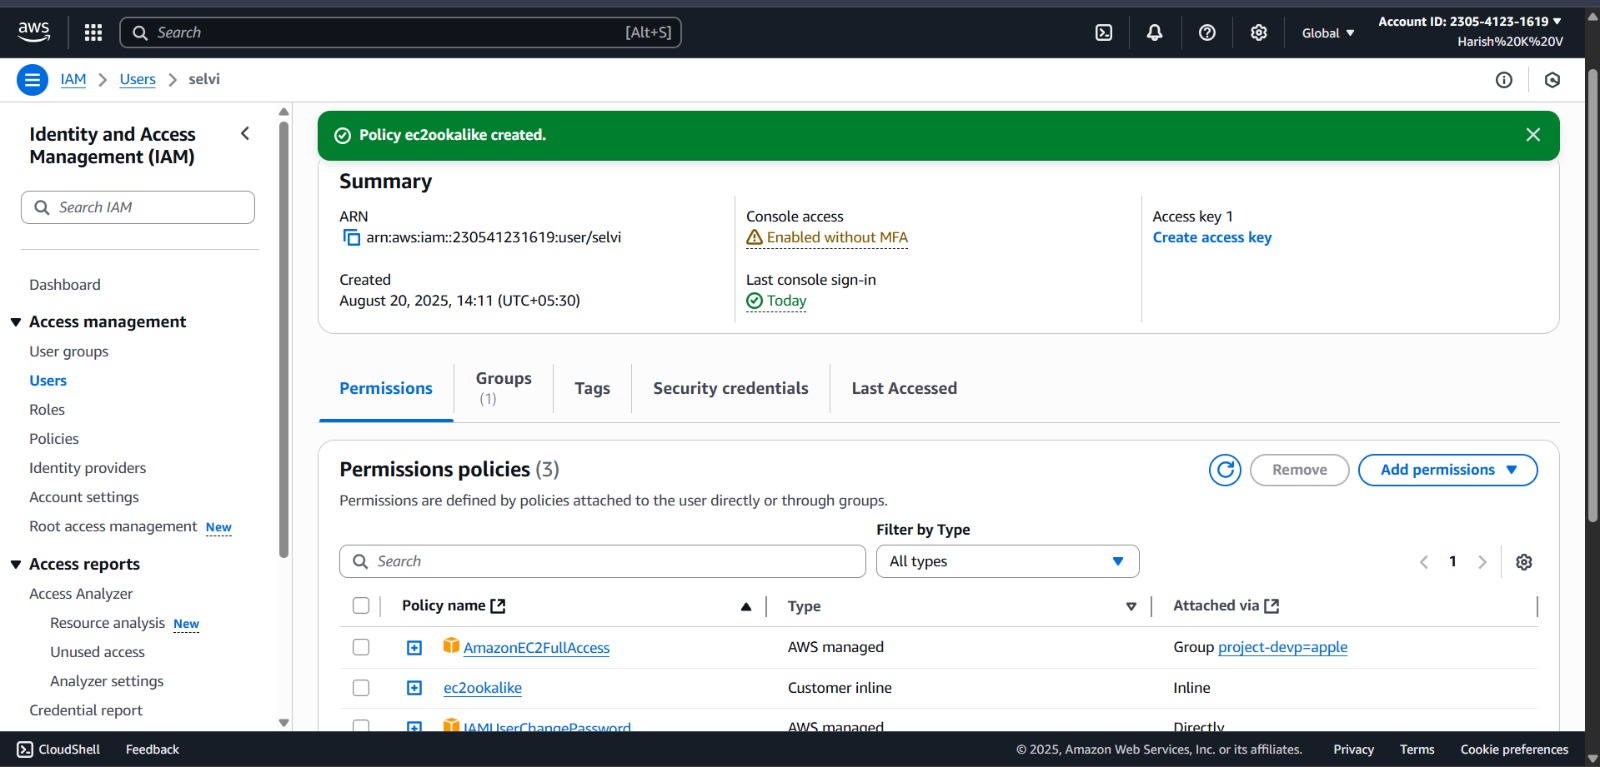 aws
Search
[Alt+S]
Global
Account ID: 2305-4123-1619
Harish%20K%20V
IAM
Users
selvi
Identity and Access
Management (IAM)
Search IAM
Dashboard
Access management
User groups
Users
Roles
Policies
Identity providers
Account settings
Root access management New
Access reports
Access Analyzer
Resource analysis New
Unused access
Analyzer settings
Credential report
Policy ec2ookalike created.
Summary
ARN
arn:aws:iam::230541231619:user/selvi
Created
August 20, 2025, 14:11 (UTC+05:30)
Console access
Enabled without MFA
Last console sign-in
Today
Access key 1
Create access key
Permissions
Groups
(1)
Tags
Security credentials
Last Accessed
Permissions policies (3)
Remove
Add permissions
Permissions are defined by policies attached to the user directly or through groups.
Filter by Type
Search
All types
1
Policy name
Type
Attached via
AmazonEC2FullAccess
AWS managed
Group project-devp=apple
ec2ookalike
Customer inline
Inline
IAMUserChangePassword
AWS managed
Directly
CloudShell
Feedback
© 2025, Amazon Web Services, Inc. or its affiliates.
Privacy
Terms
Cookie preferences